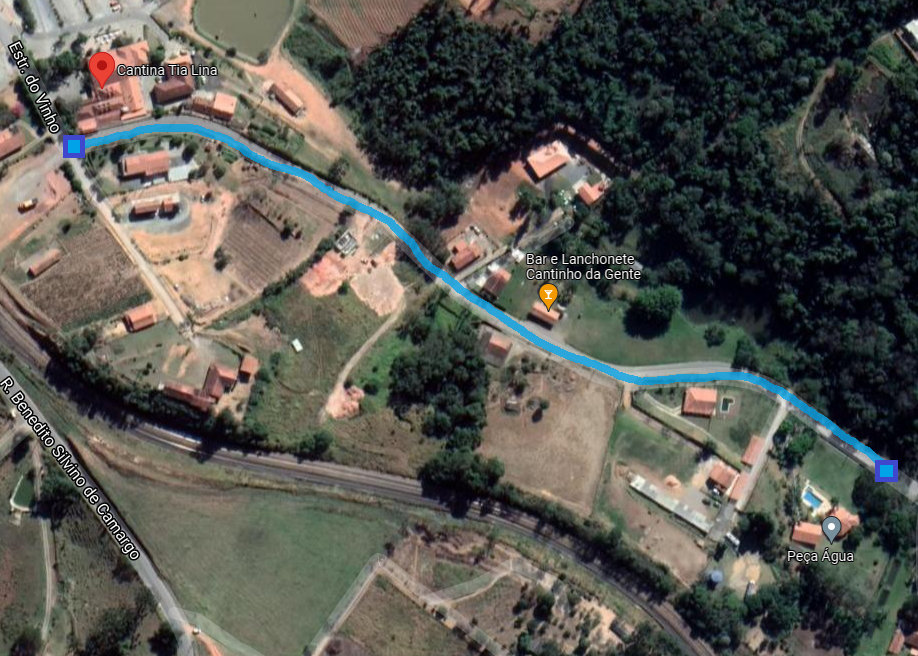 Estr. do Vinho
Cantina Tia Lina
Bar e Lanchonete
Cantinho da Gente
R. Benedito Silvino de Camargo
Peça Água